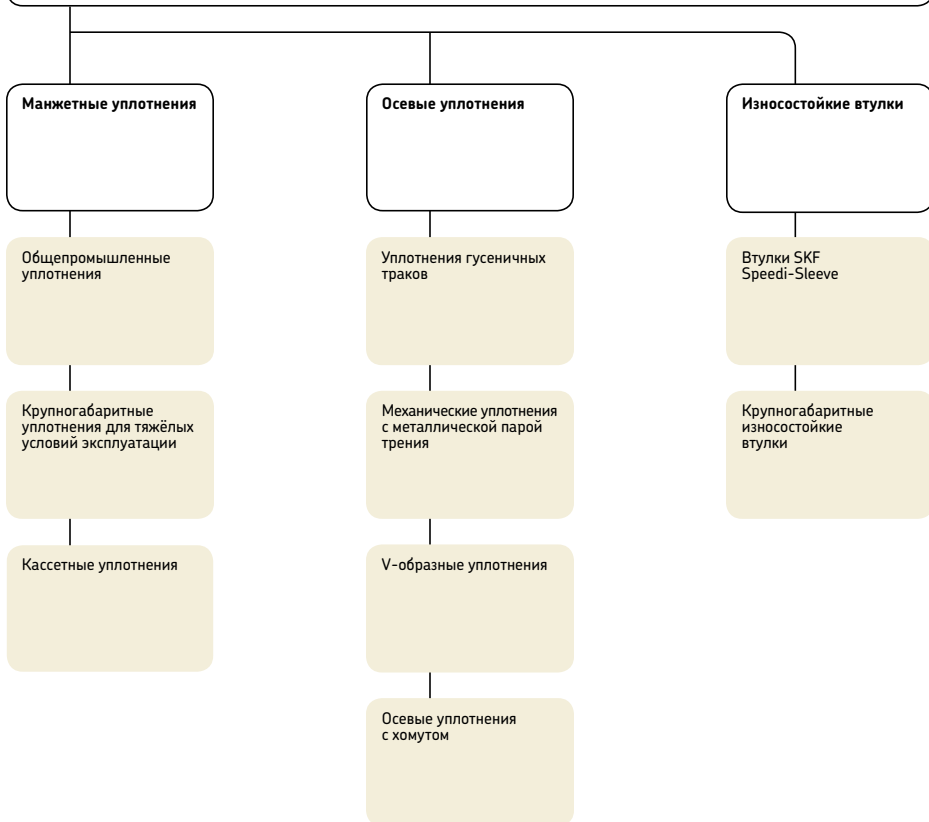 Манжетные уплотнения
Осевые уплотнения
Износостойкие втулки
Общепромышленные
уплотнения
Уплотнения гусеничных
траков
Втулки SKF
Speedi-Sleeve
Крупногабаритные
уплотнения для тяжёлых
условий эксплуатации
Механические уплотнения
с металлической парой
трения
Крупногабаритные
износостойкие
втулки
Кассетные уплотнения
V-образные уплотнения
Осевые уплотнения
с хомутом